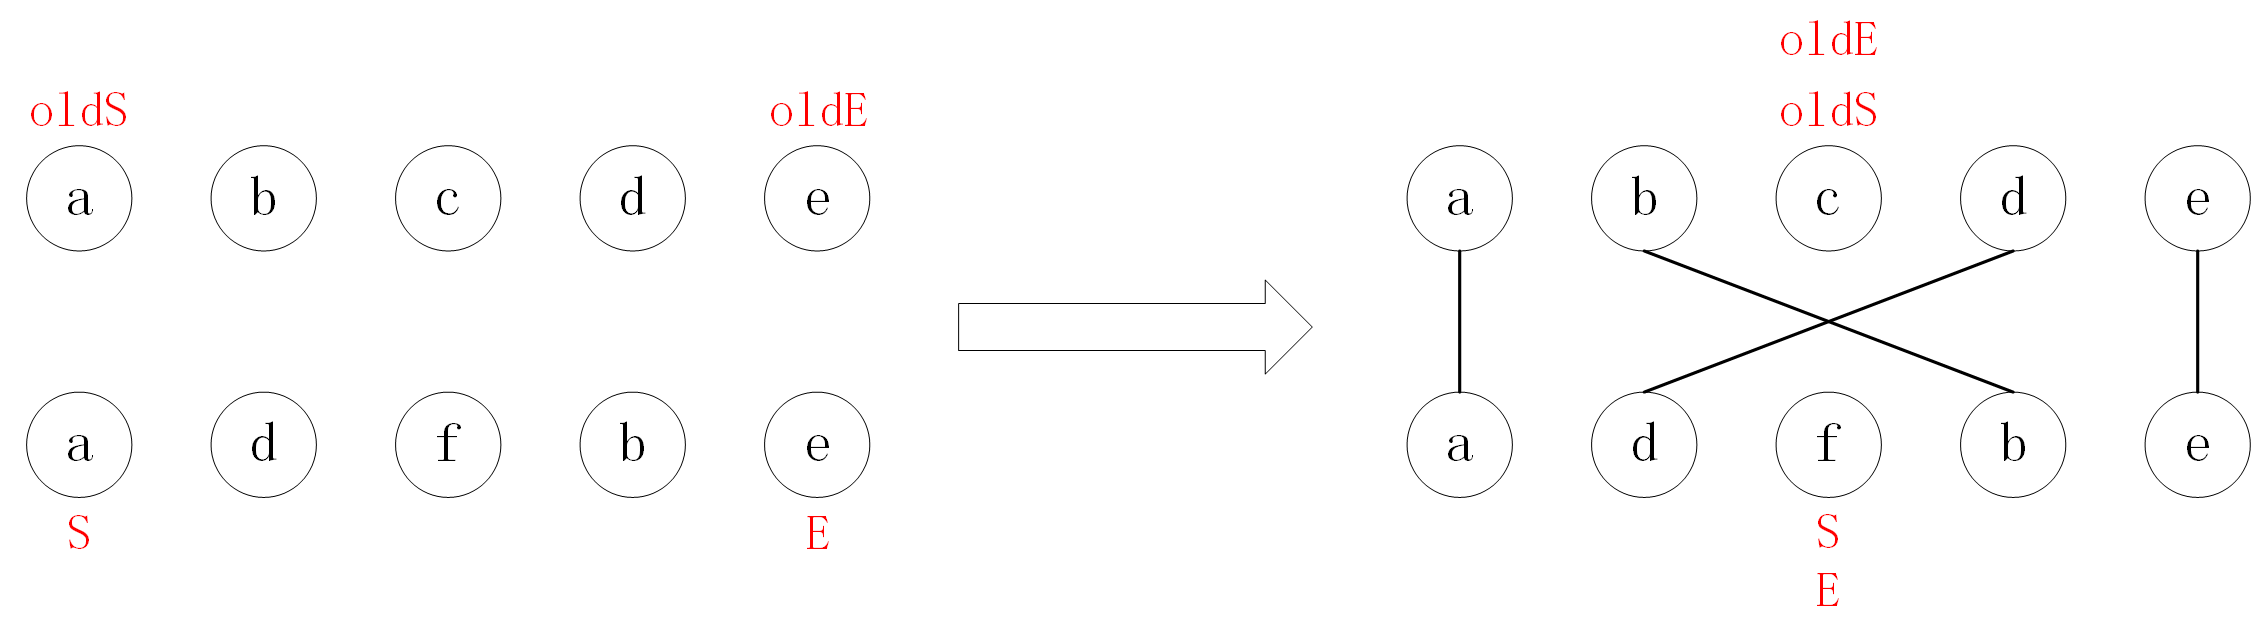 oldE
oldS oldE oldS
a b c d e a b c d e
a d f b e a d f b e
S E S
E